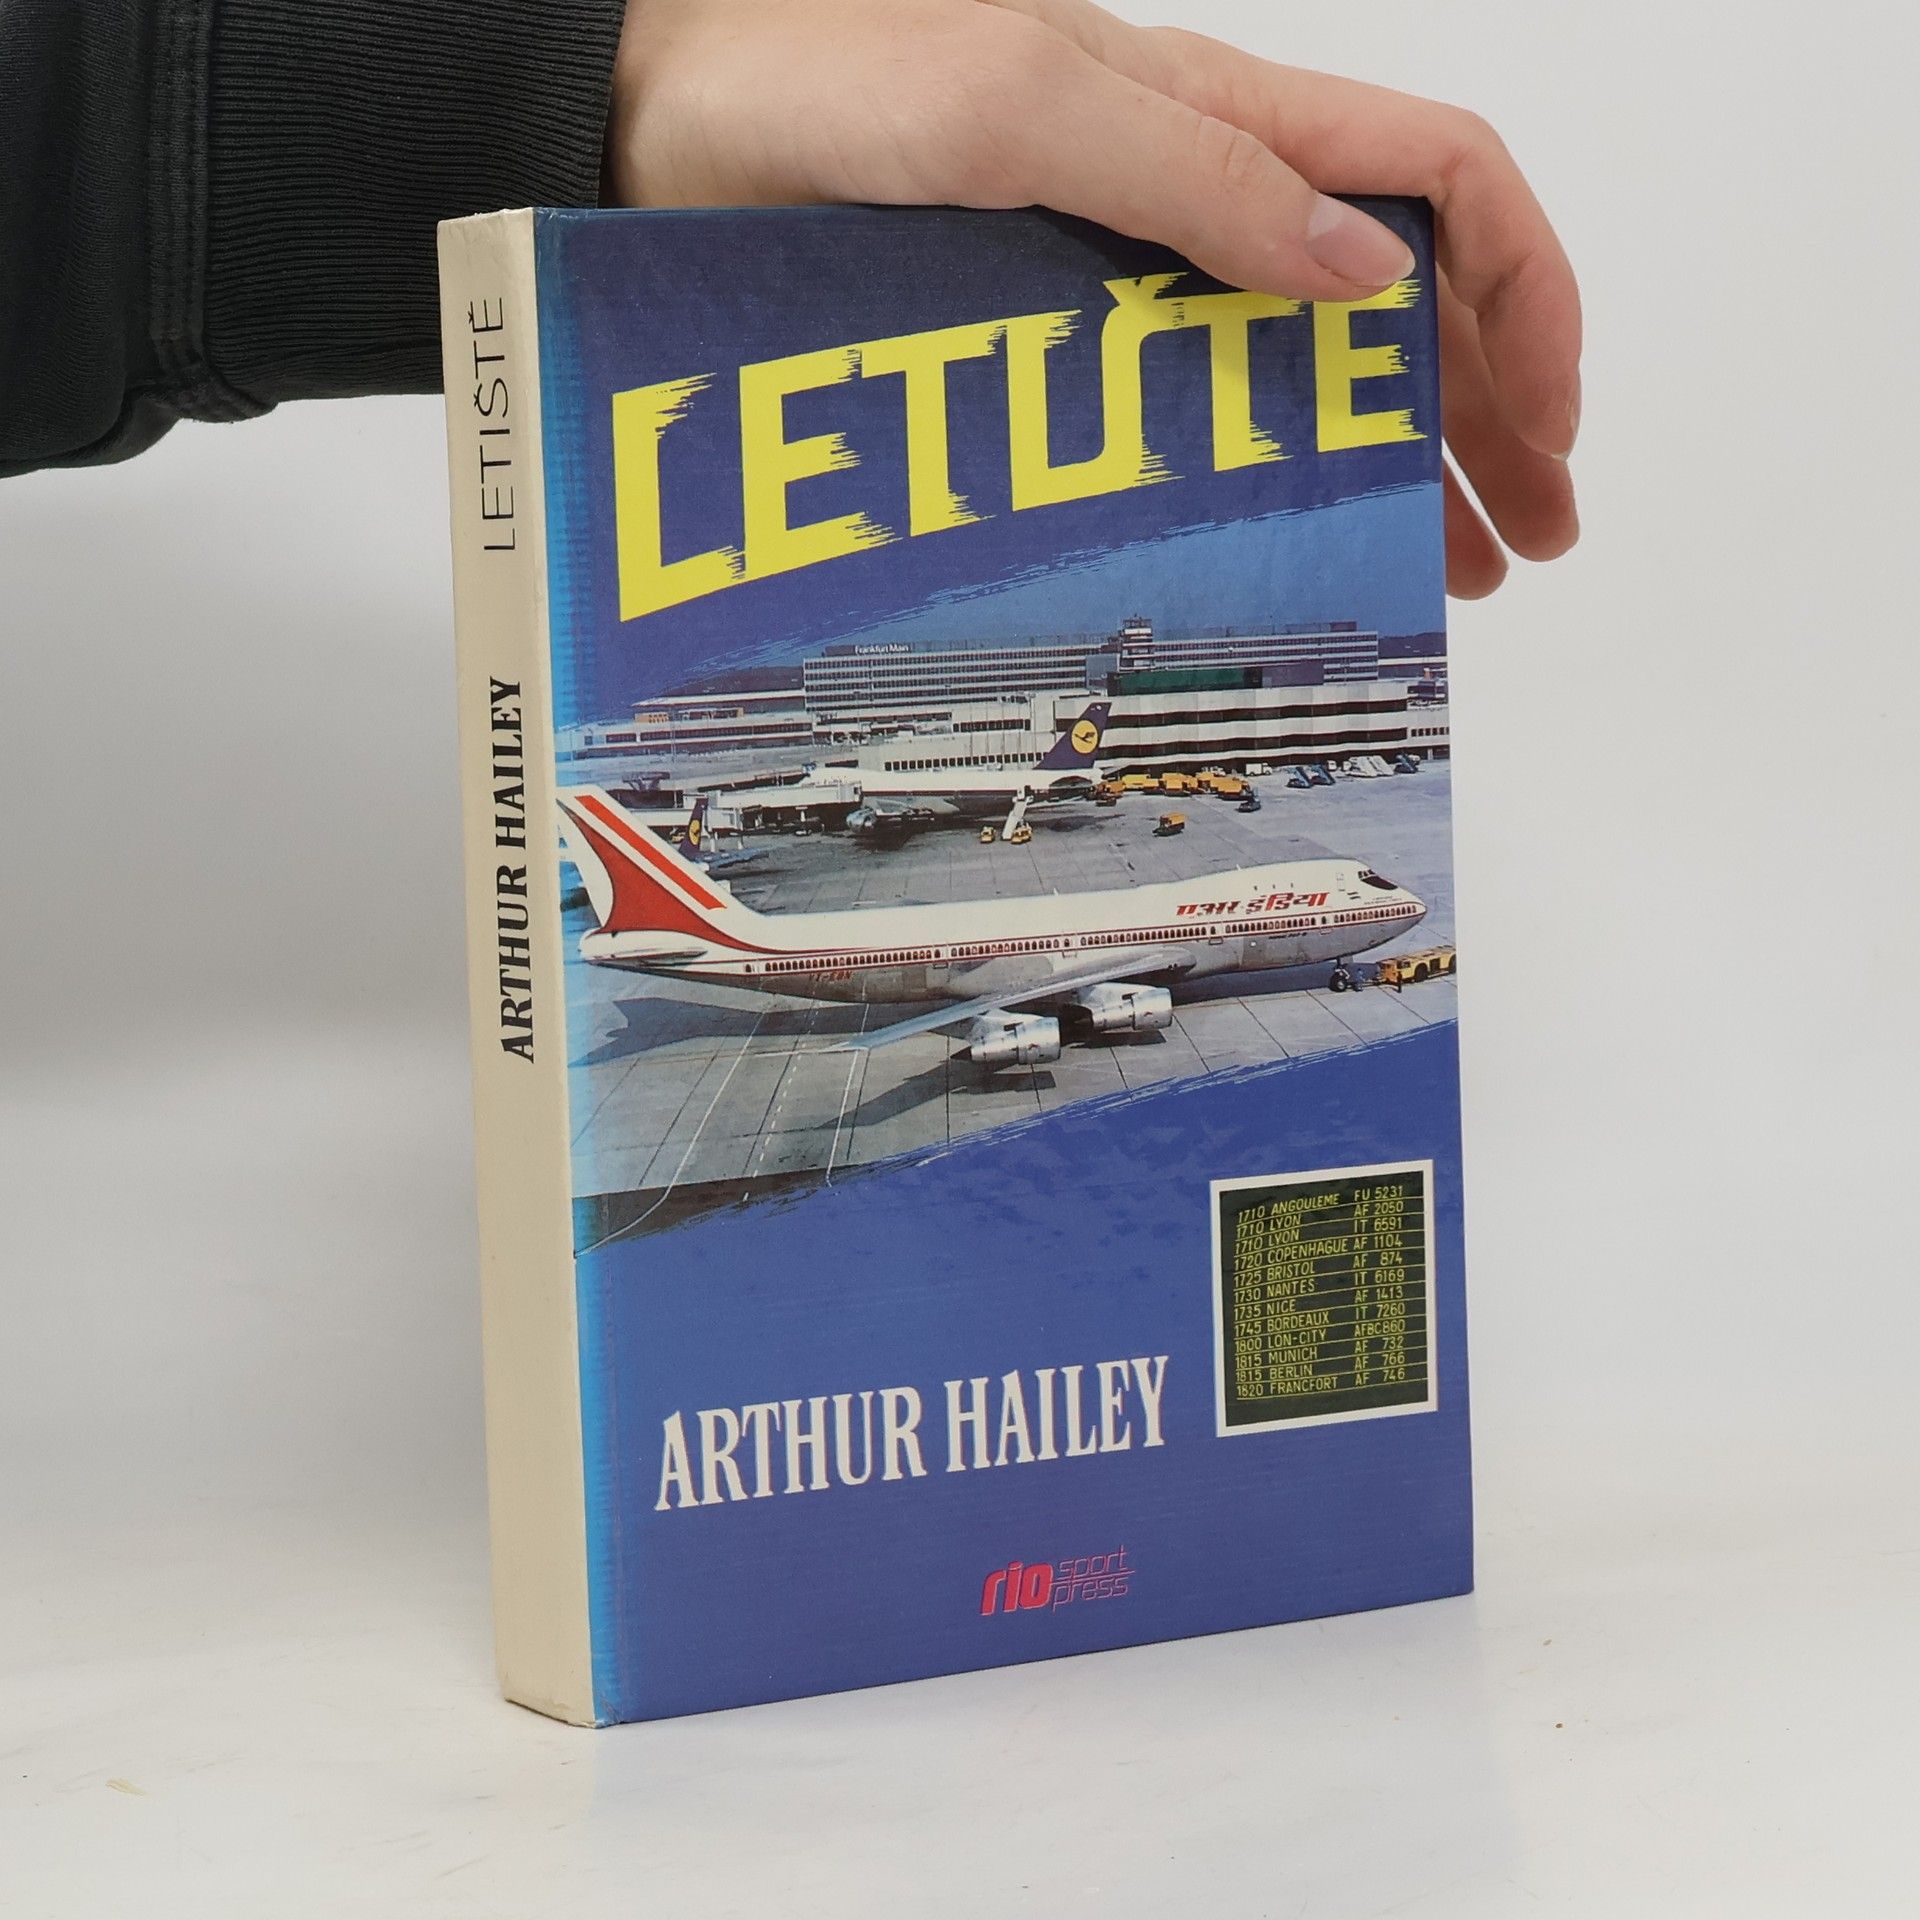 LETIŠTĚ
ARTHUR HAILEY
LETIŠTĚ
Frankfurt Main
एअर-इंडिया
1710 ANGOULEME FU 5231
1710 LYON AF 2050
1710 LYON IT 6591
1720 COPENHAGUE AF 1104
1725 BRISTOL AF 874
1730 NANTES IT 6169
1735 NICE AF 1413
1745 BORDEAUX IT 7260
1800 LON-CITY AFBC860
1815 MUNICH AF 732
1815 BERLIN AF 766
1820 FRANCFORT AF 746
ARTHUR HAILEY
rio sport
press